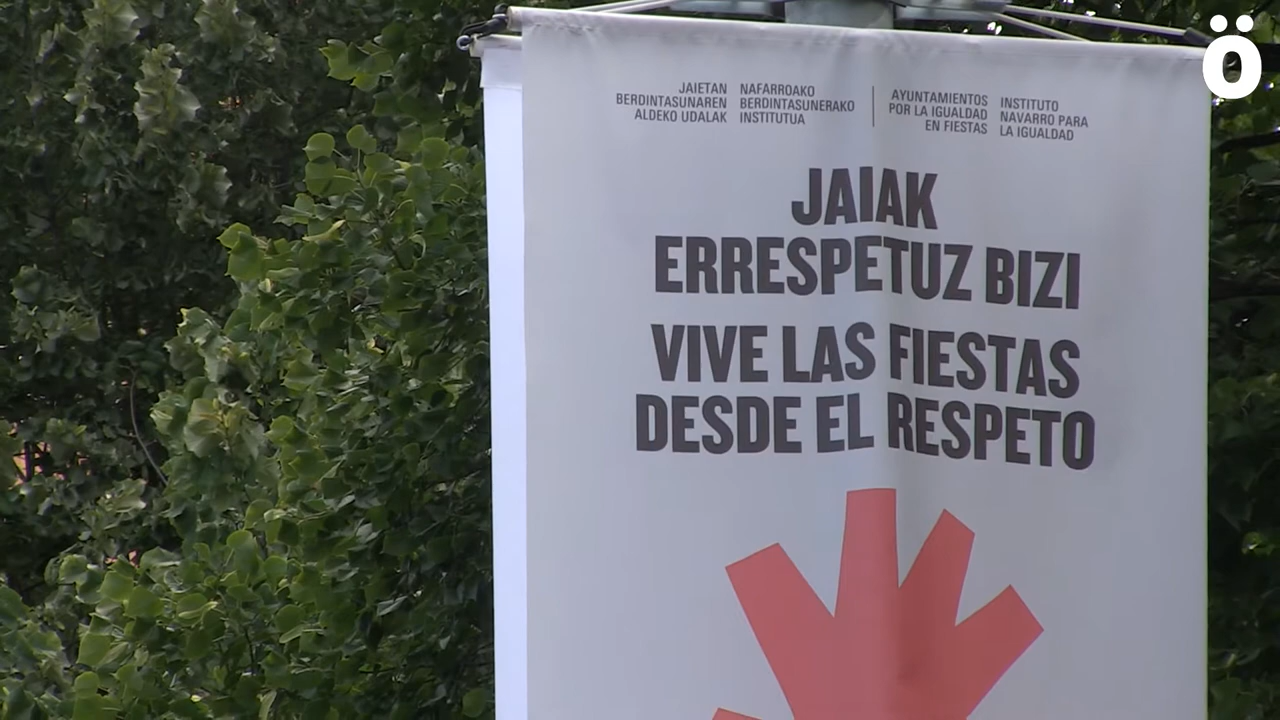 JAIETAN
BERDINTASUNAREN
ALDEKO UDALAK
NAFARROAKO
BERDINTASUNERAKO
INSTITUTUA
AYUNTAMIENTOS
POR LA IGUALDAD
EN FIESTAS
INSTITUTO
NAVARRO PARA
LA IGUALDAD
JAIAK
ERRESPETUZ BIZI
VIVE LAS FIESTAS
DESDE EL RESPETO
ö